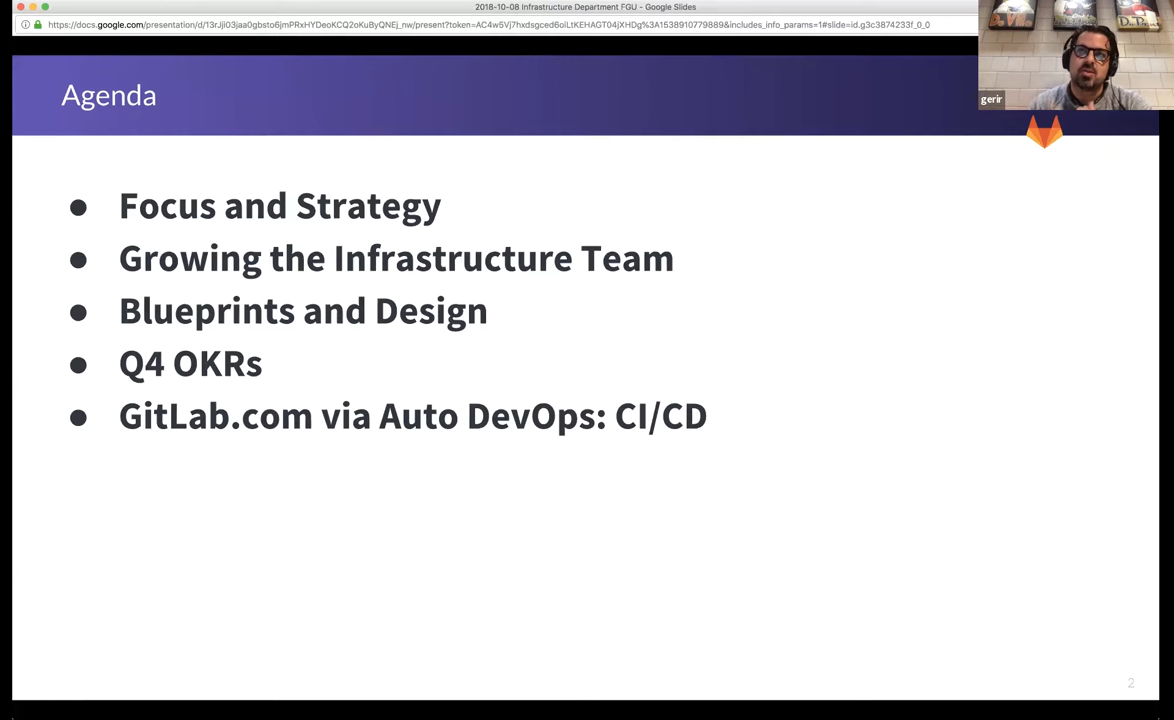 2018-10-08 Infrastructure Department FGU - Google Slides
https://docs.google.com/presentation/d/13rJji03jaa0gbsto6jmPRxHYDeoKCQ2oKuByQNEj_nw/present?token=AC4w5Vj7hxdsgced6oiLtKEHAGT04jXHDg%3A1538910779889&includes_info_params=1#slide=id.g3c3874233f_0_0
gerir
Agenda
● Focus and Strategy
● Growing the Infrastructure Team
● Blueprints and Design
● Q4 OKRs
● GitLab.com via Auto DevOps: CI/CD
2